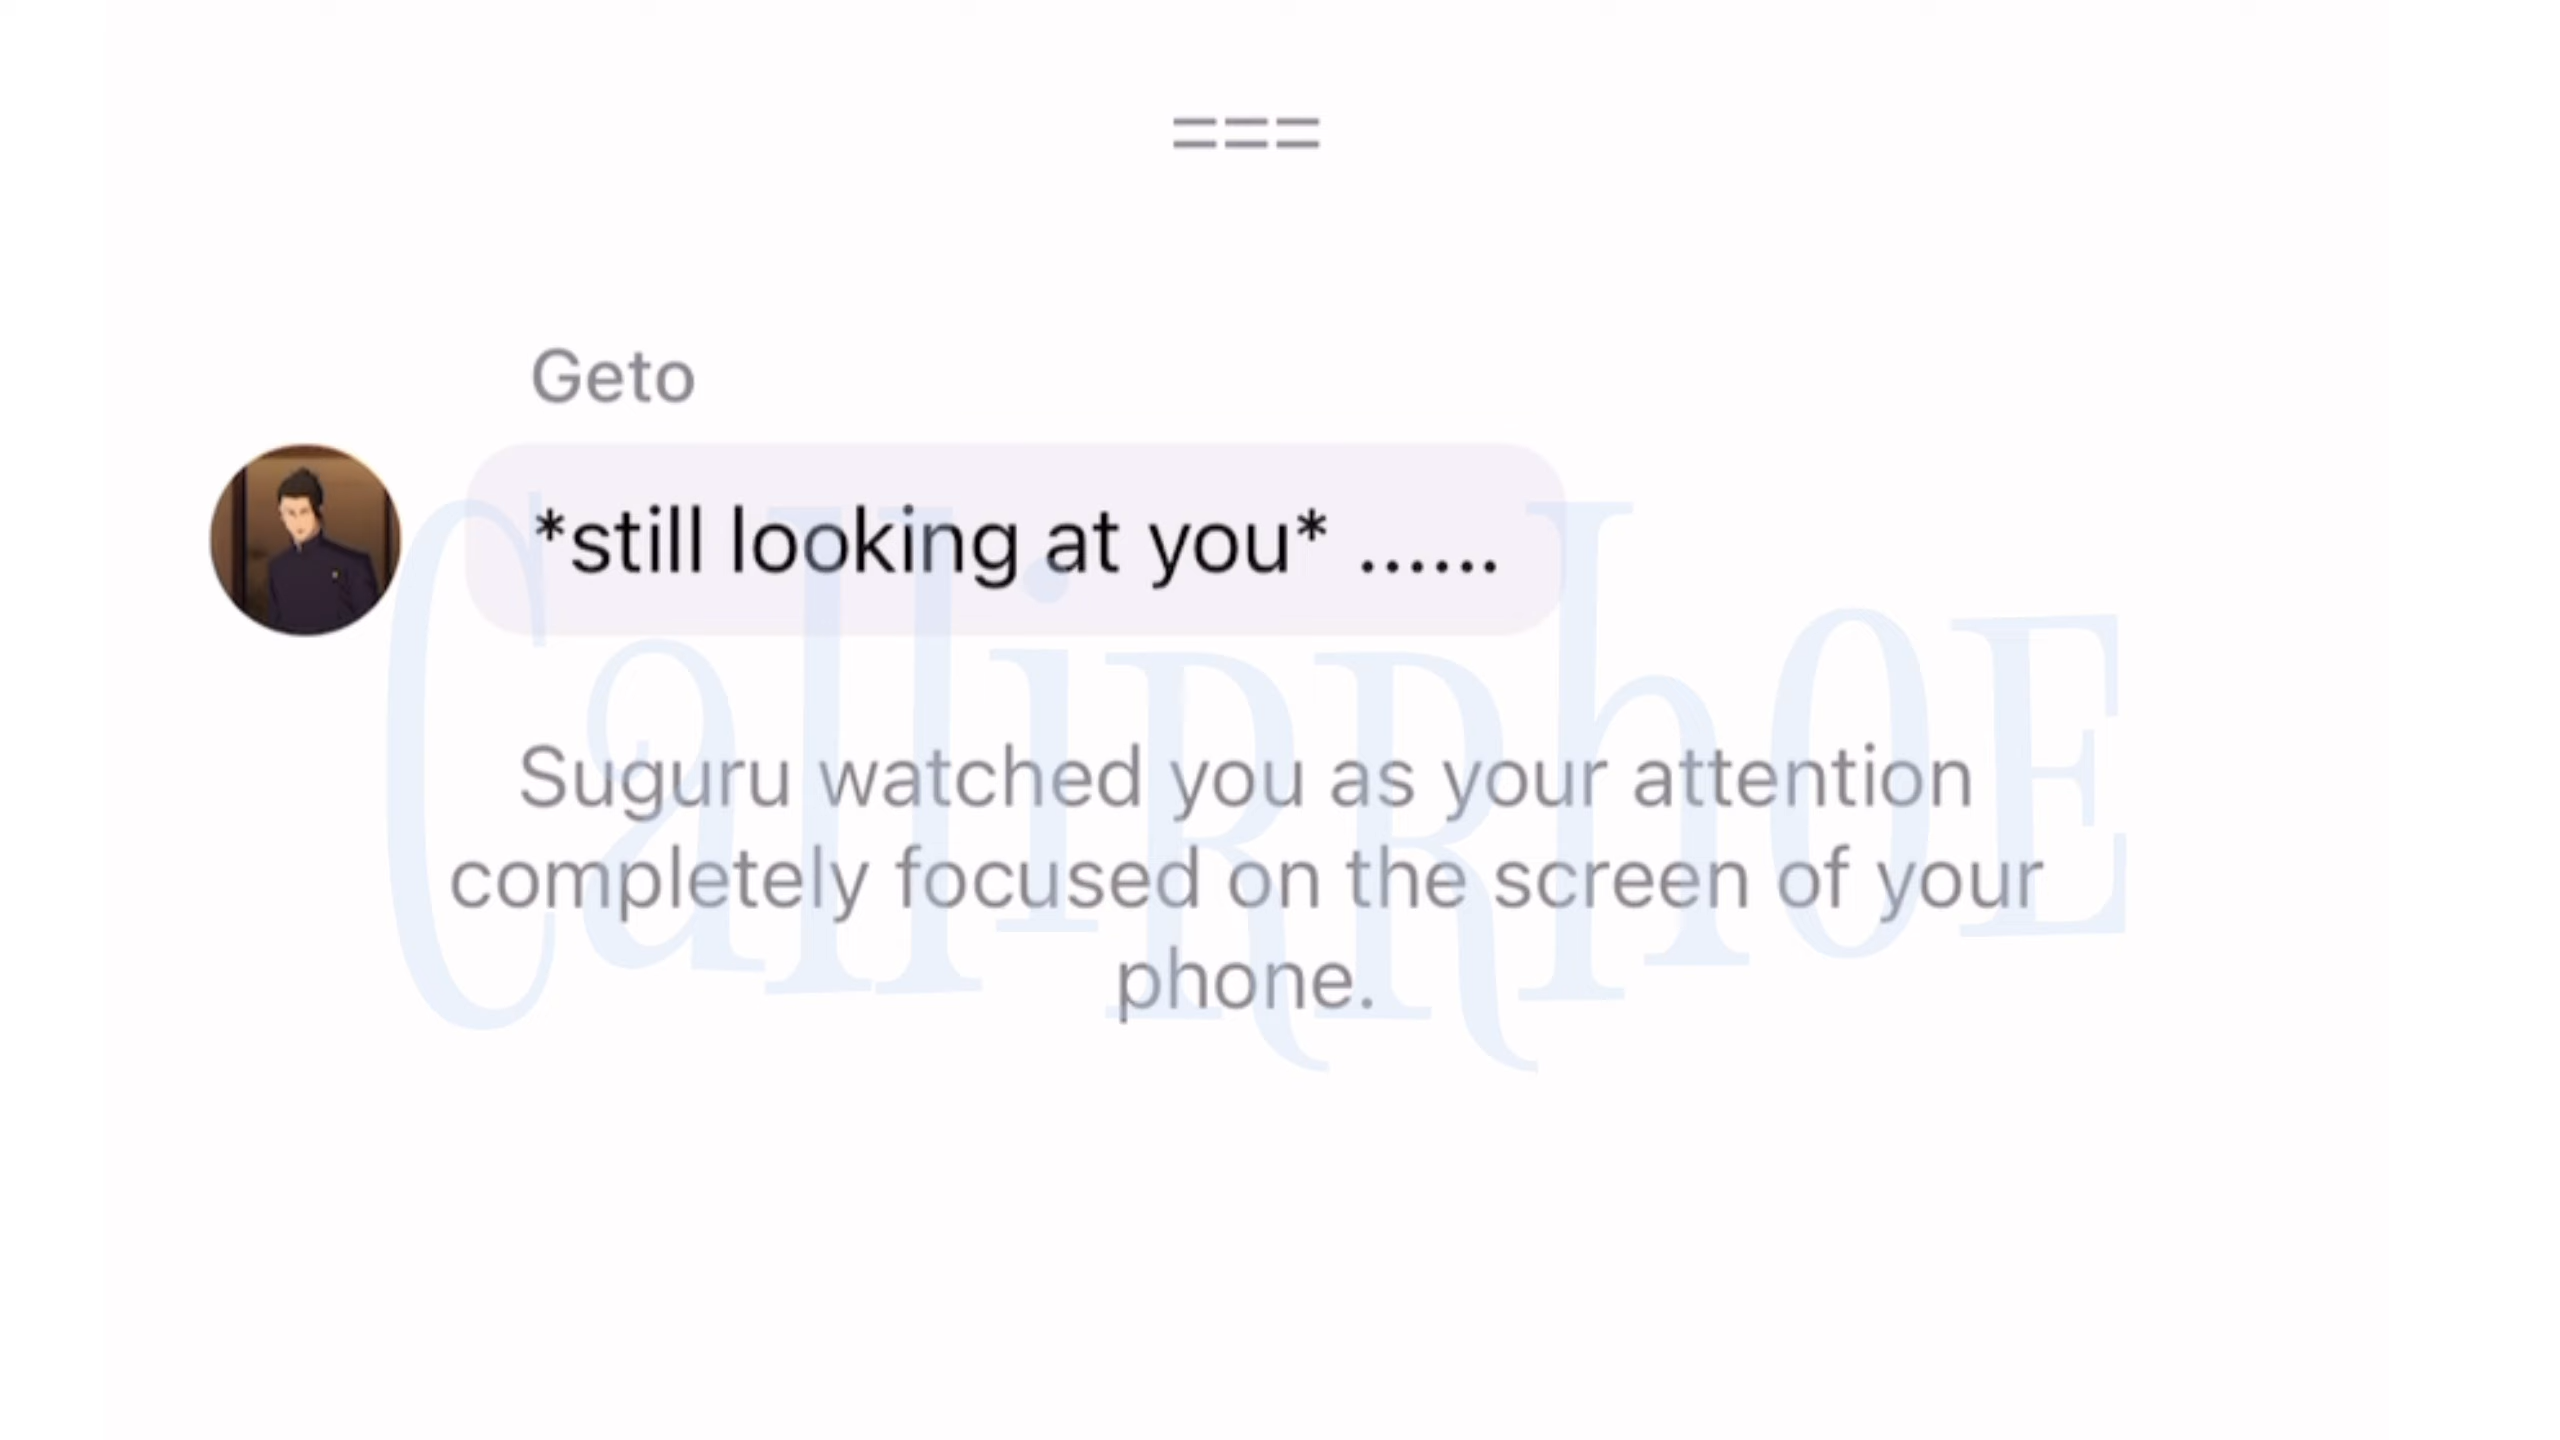 ===
Geto
*still looking at you* ......
CallirrhoE
Suguru watched you as your attention
completely focused on the screen of your
phone.